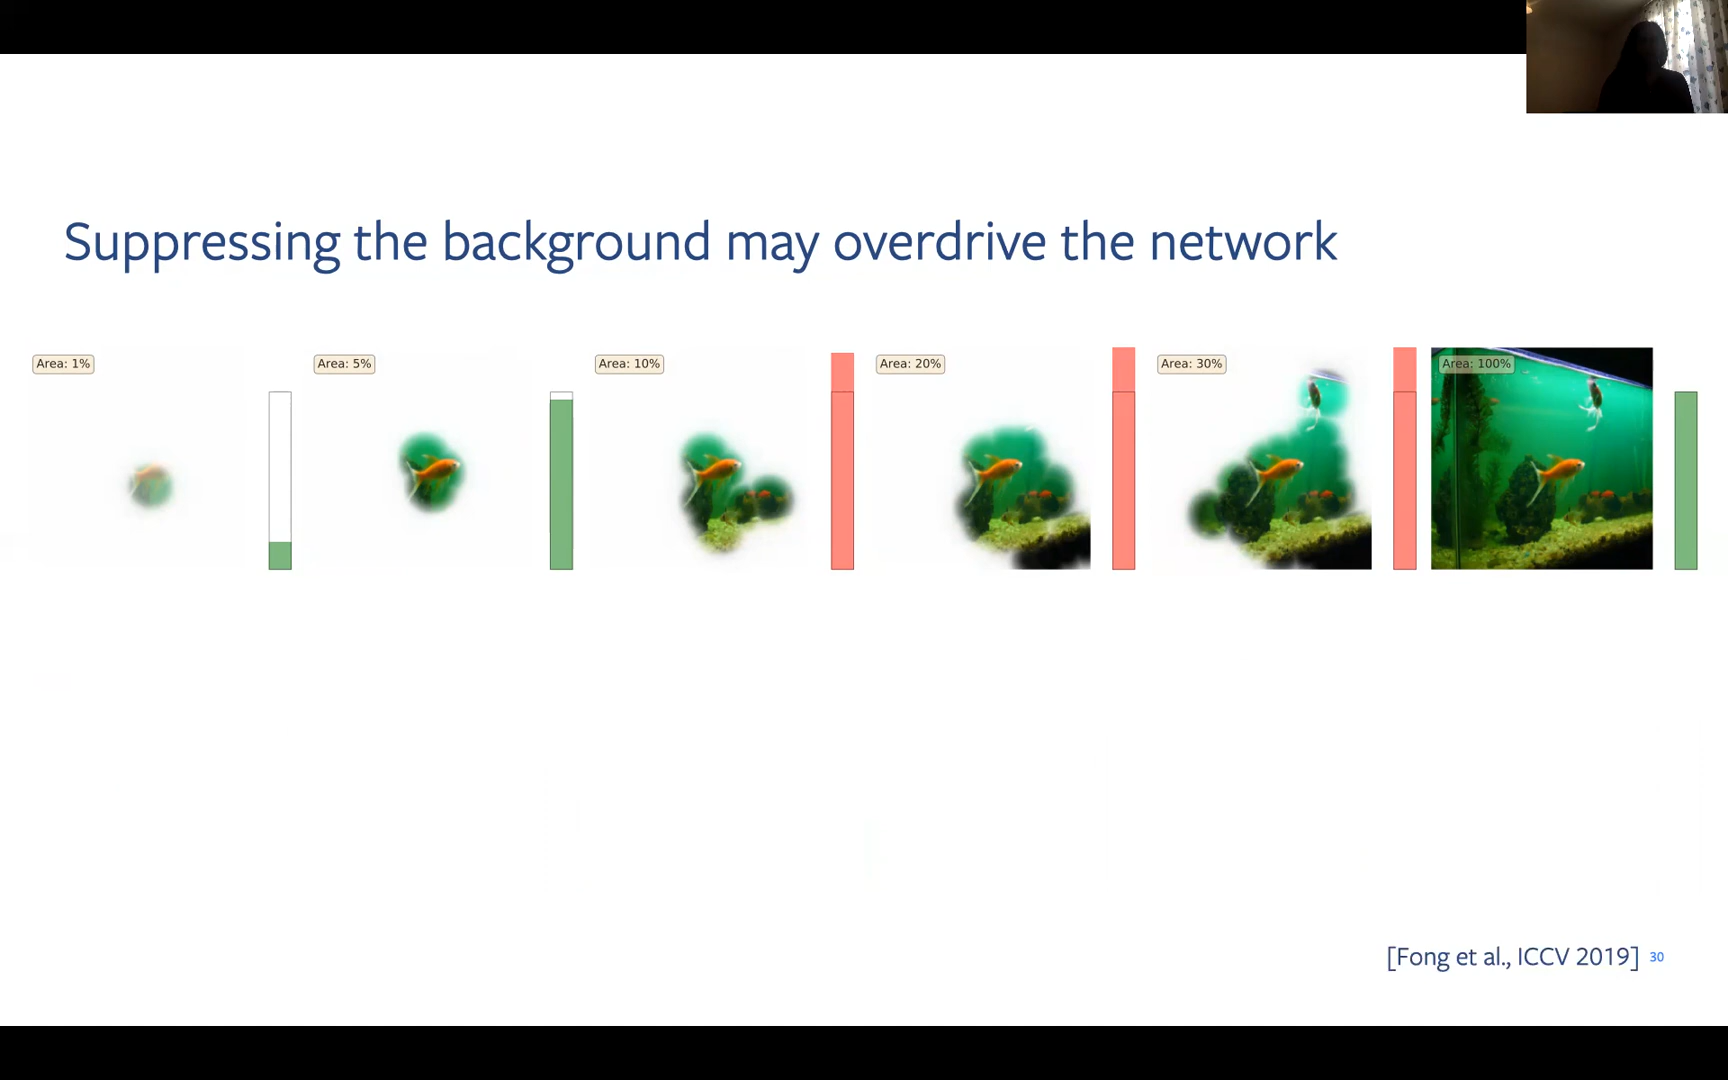 Suppressing the background may overdrive the network
Area: 1%
Area: 5%
Area: 10%
Area: 20%
Area: 30%
Area: 100%
[Fong et al., ICCV 2019] 30